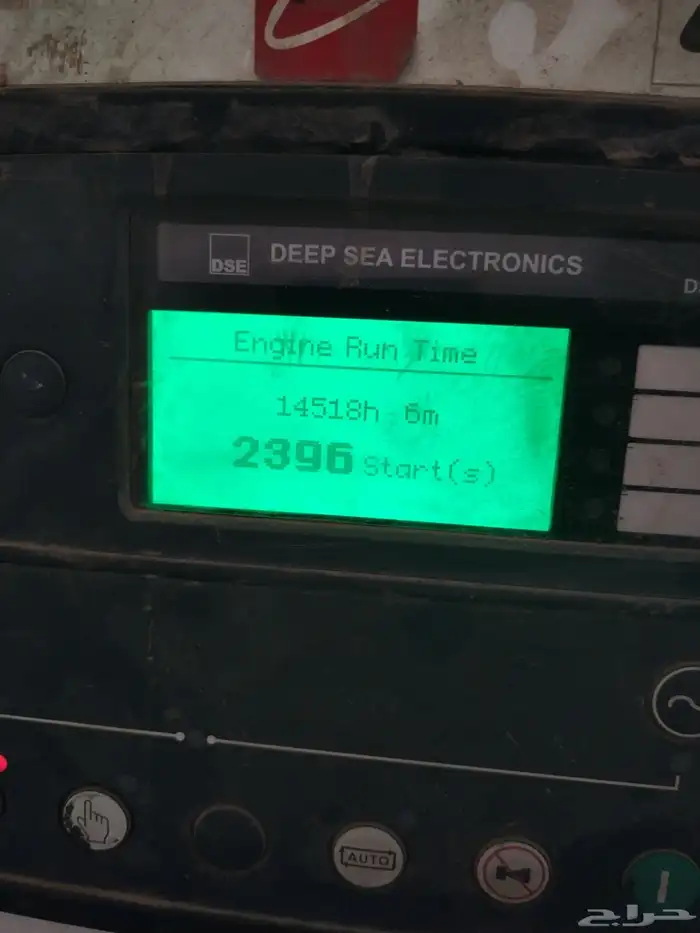 DSE DEEP SEA ELECTRONICS
D
Engine Run Time
14518h 6m
2396 Start(s)
AUTO
حراج